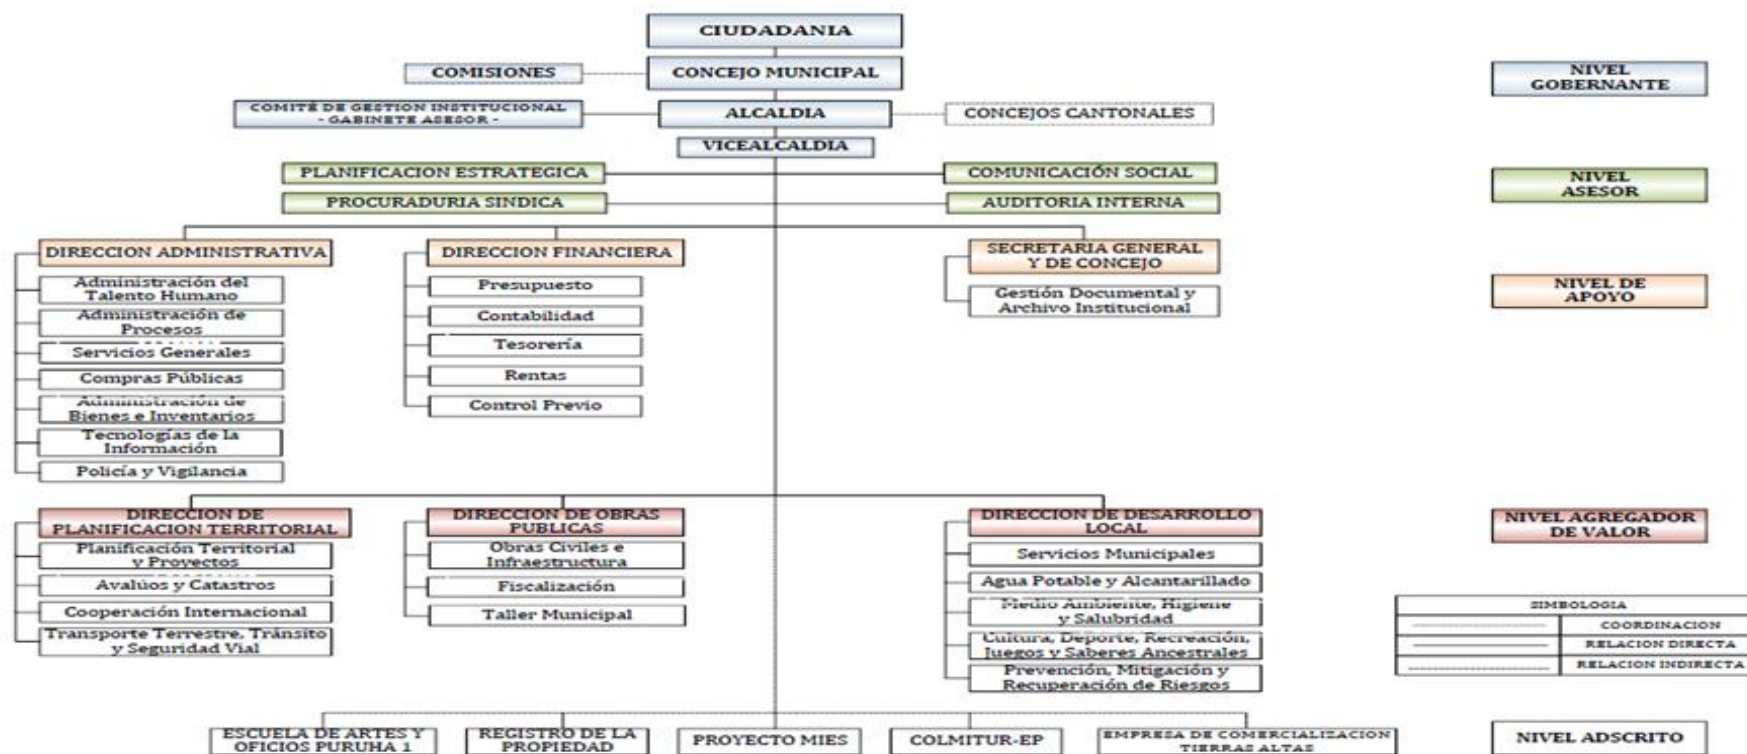 CIUDADANIA
COMISIONES
CONCEJO MUNICIPAL
NIVEL
GOBERNANTE
COMITÉ DE GESTION INSTITUCIONAL
- GABINETE ASESOR -
ALCALDIA
CONCEJOS CANTONALES
VICEALCALDIA
PLANIFICACION ESTRATEGICA
COMUNICACIÓN SOCIAL
NIVEL
ASESOR
PROCURADURIA SINDICA
AUDITORIA INTERNA
DIRECCION ADMINISTRATIVA
Administración del
Talento Humano
Administración de
Procesos
Servicios Generales
Compras Públicas
Administración de
Bienes e Inventarios
Tecnologías de la
Información
Policía y Vigilancia
DIRECCION FINANCIERA
Presupuesto
Contabilidad
Tesorería
Rentas
Control Previo
SECRETARIA GENERAL
Y DE CONCEJO
Gestión Documental y
Archivo Institucional
NIVEL DE
APOYO
DIRECCION DE
PLANIFICACION TERRITORIAL
Planificación Territorial
y Proyectos
Avalúos y Catastros
Cooperación Internacional
Transporte Terrestre, Tránsito
y Seguridad Vial
DIRECCION DE OBRAS
PUBLICAS
Obras Civiles e
Infraestructura
Fiscalización
Taller Municipal
DIRECCION DE DESARROLLO
LOCAL
Servicios Municipales
Agua Potable y Alcantarillado
Medio Ambiente, Higiene
y Salubridad
Cultura, Deporte, Recreación,
Juegos y Saberes Ancestrales
Prevención, Mitigación y
Recuperación de Riesgos
NIVEL AGREGADOR
DE VALOR
SIMBOLOGIA
COORDINACION
RELACION DIRECTA
RELACION INDIRECTA
ESCUELA DE ARTES Y
OFICIOS PURUHA 1
REGISTRO DE LA
PROPIEDAD
PROYECTO MIES
COLMITUR-EP
EMPRESA DE COMERCIALIZACION
TIERRAS ALTAS
NIVEL ADSCRITO